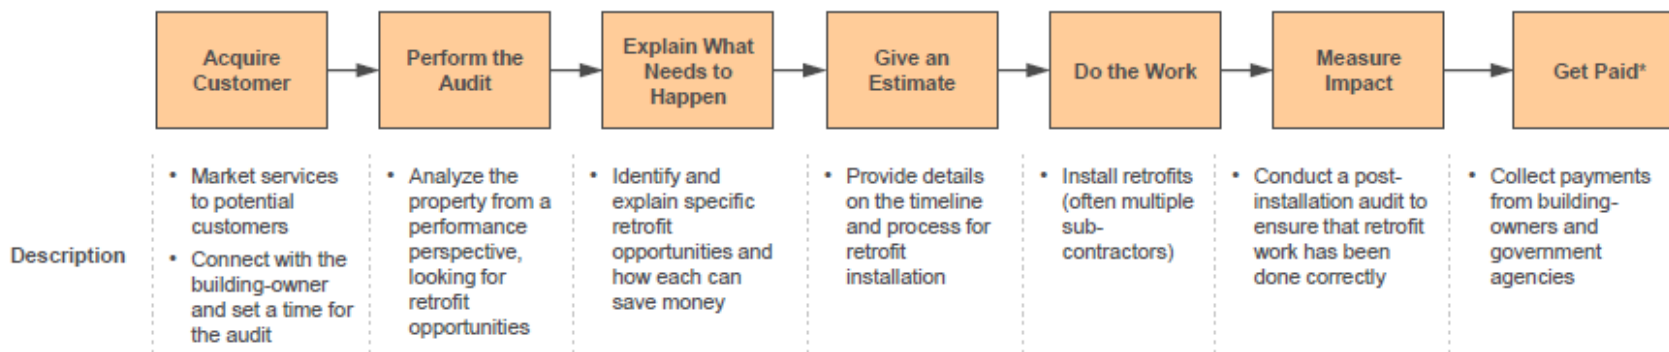 Acquire
Customer
Perform the
Audit
Explain What
Needs to
Happen
Give an
Estimate
Do the Work
Measure
Impact
Get Paid*
Description
• Market services
to potential
customers
• Connect with the
building-owner
and set a time for
the audit
• Analyze the
property from a
performance
perspective,
looking for
retrofit
opportunities
• Identify and
explain specific
retrofit
opportunities and
how each can
save money
• Provide details
on the timeline
and process for
retrofit
installation
• Install retrofits
(often multiple
sub-
contractors)
• Conduct a post-
installation audit to
ensure that retrofit
work has been
done correctly
• Collect payments
from building-
owners and
government
agencies